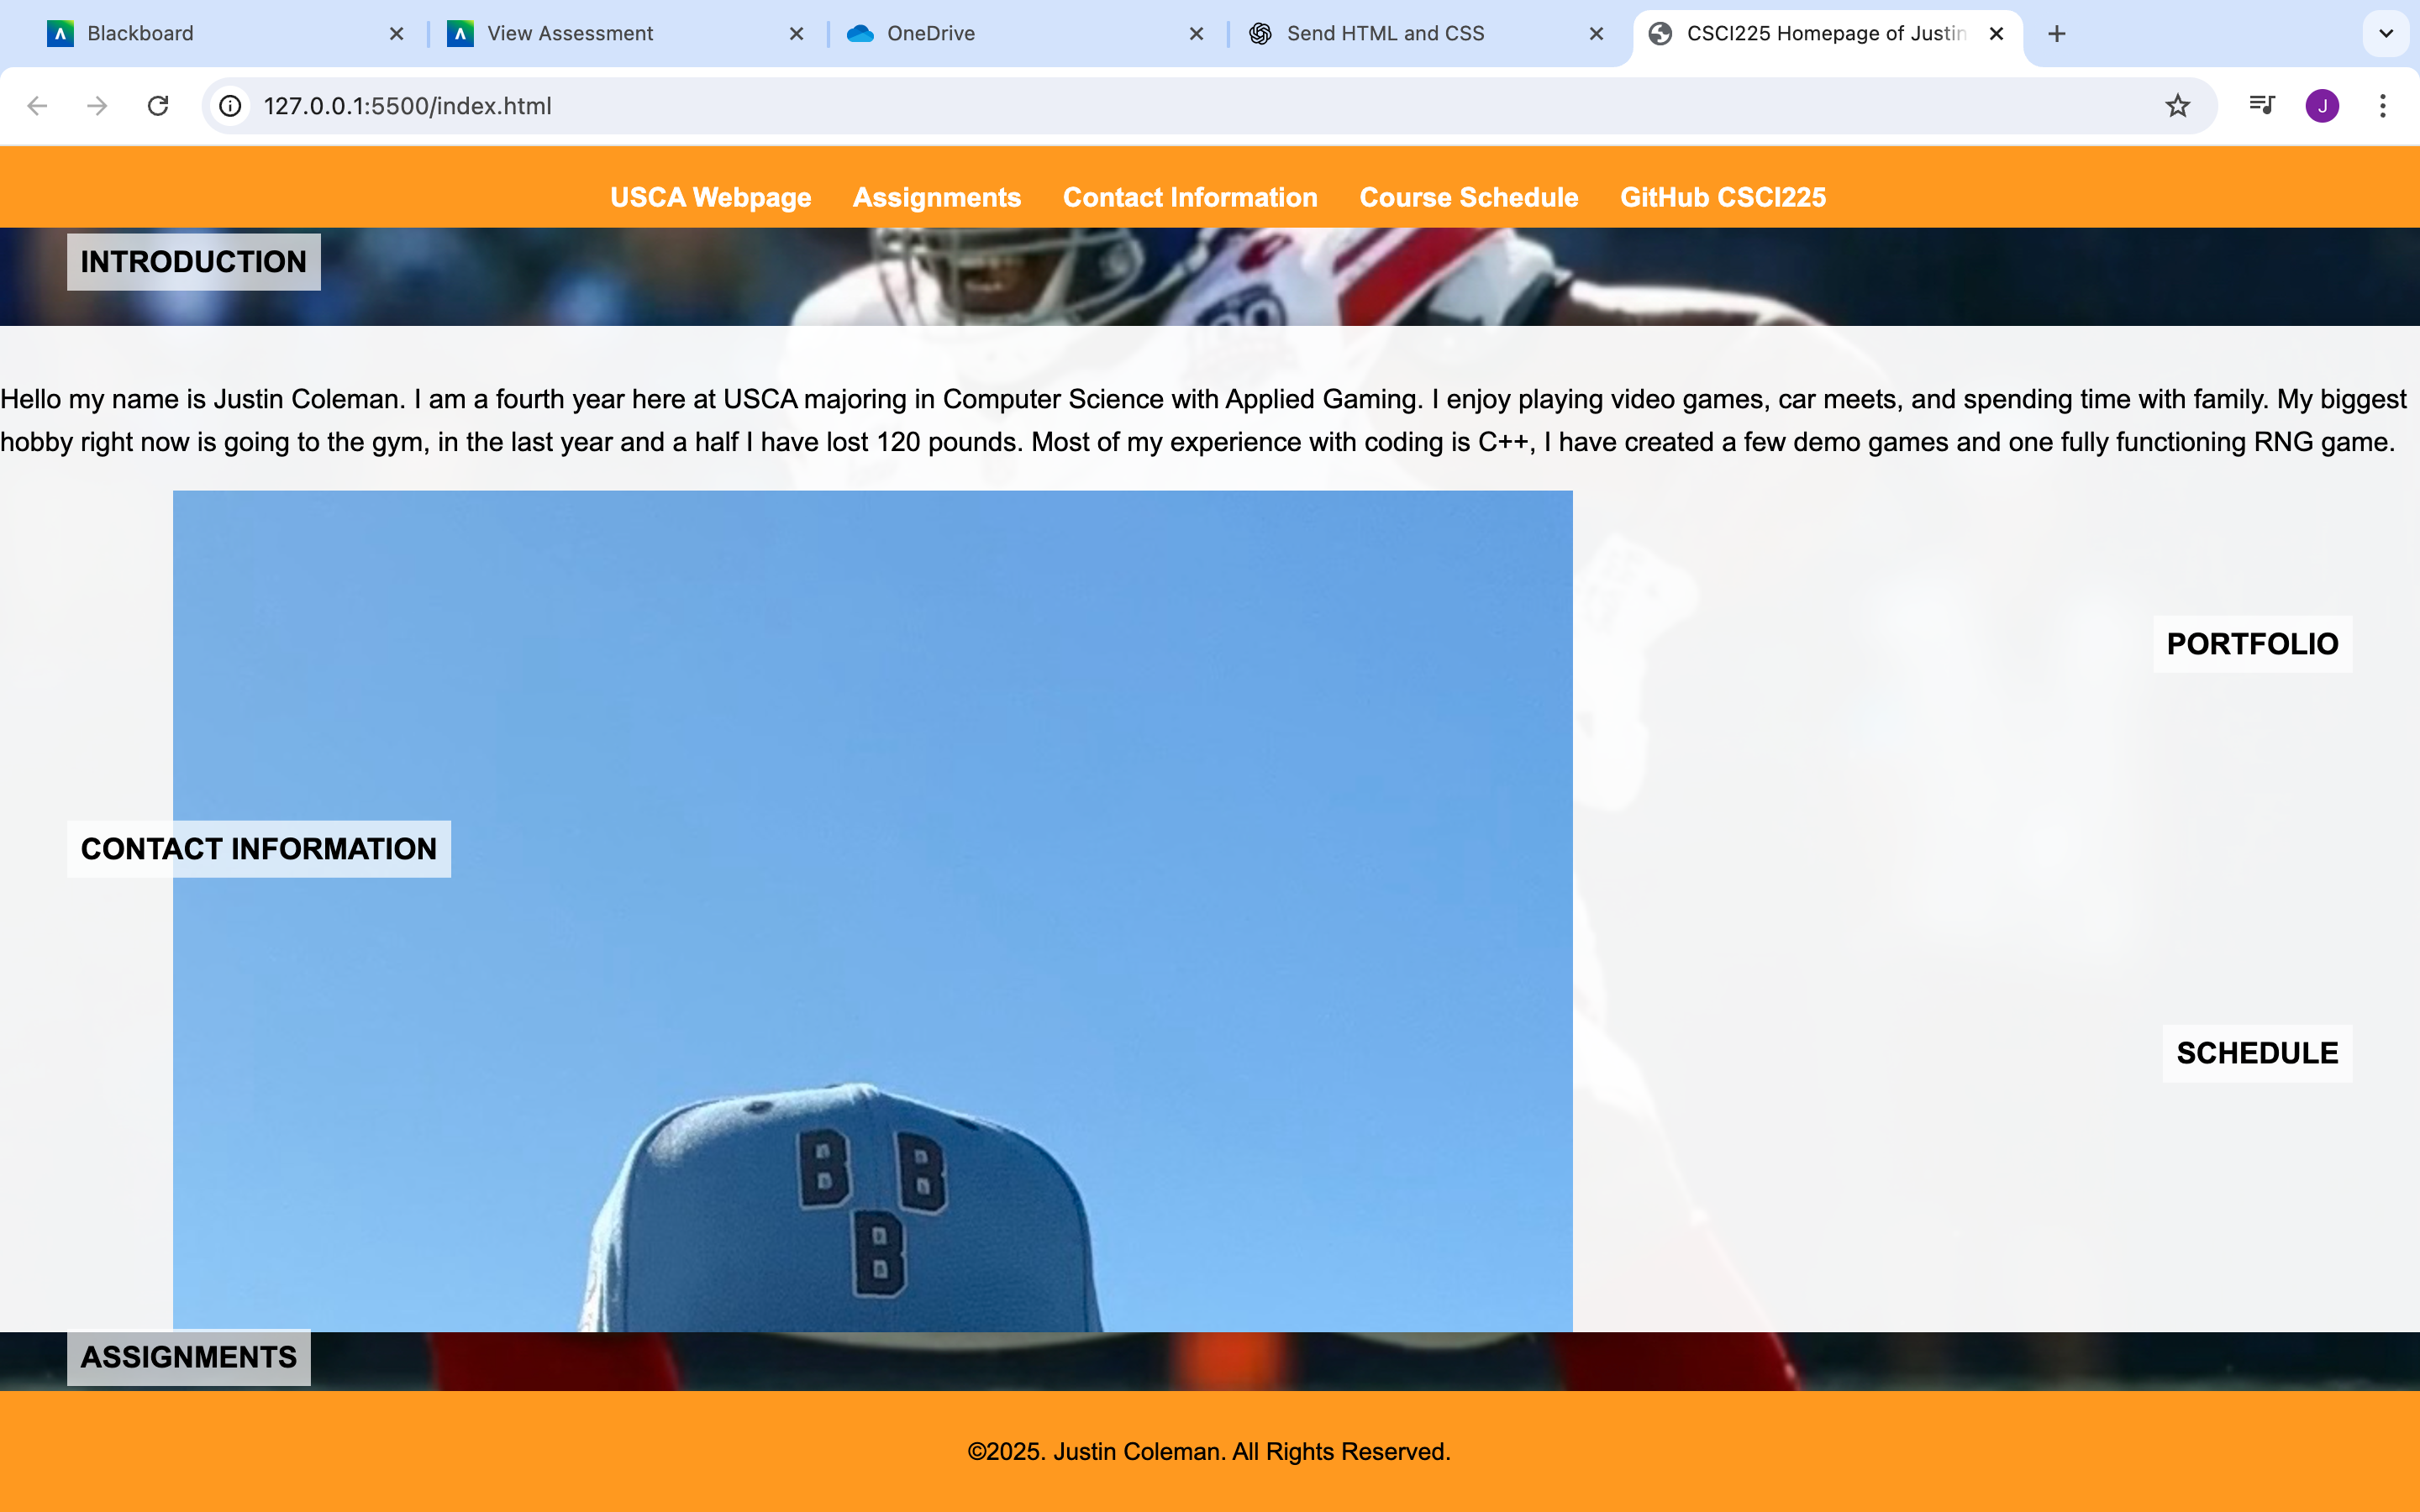 Blackboard
View Assessment
OneDrive
Send HTML and CSS
CSCI225 Homepage of Justin
127.0.0.1:5500/index.html
J
USCA Webpage Assignments Contact Information Course Schedule GitHub CSCI225
INTRODUCTION
Hello my name is Justin Coleman. I am a fourth year here at USCA majoring in Computer Science with Applied Gaming. I enjoy playing video games, car meets, and spending time with family. My biggest
hobby right now is going to the gym, in the last year and a half I have lost 120 pounds. Most of my experience with coding is C++, I have created a few demo games and one fully functioning RNG game.
PORTFOLIO
CONTACT INFORMATION
SCHEDULE
B B
B
ASSIGNMENTS
©2025. Justin Coleman. All Rights Reserved.